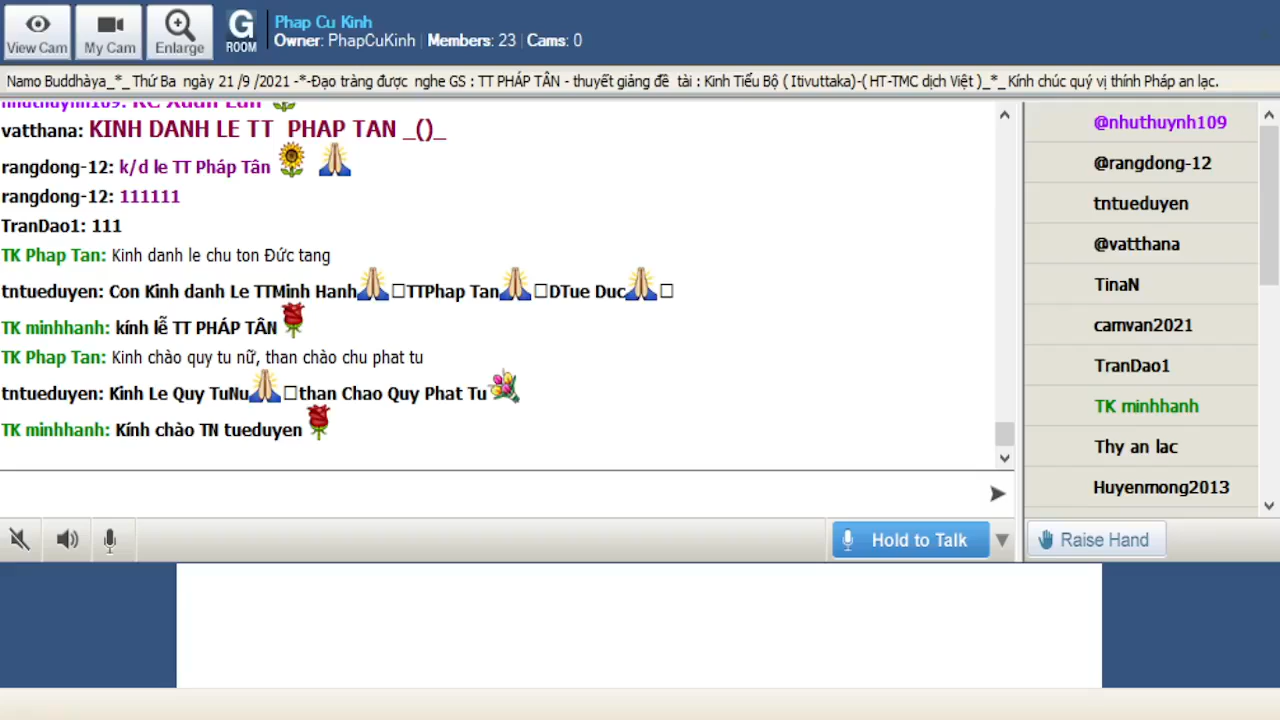 View Cam
My Cam
Enlarge
G
ROOM
Phap Cu Kinh
Owner: PhapCuKinh | Members: 23 | Cams: 0
Namo Buddhàya_*_ Thứ Ba ngày 21 /9 /2021 -*-Đạo tràng được nghe GS : TT PHÁP TÂN - thuyết giảng đề tài : Kinh Tiểu Bộ ( Itivuttaka)-( HT-TMC dịch Việt )_*_ Kính chúc quý vị thính Pháp an lạc.
nhuthuynh109: KC Xuan Lan
vatthana: KINH DANH LE TT PHAP TAN _()_
rangdong-12: k/d le TT Pháp Tân
rangdong-12: 111111
TranDao1: 111
TK Phap Tan: Kinh danh le chu ton Đức tang
tntueduyen: Con Kinh danh Le TTMinh Hanh TTPhap Tan DTue Duc
TK minhhanh: kính lễ TT PHÁP TÂN
TK Phap Tan: Kinh chào quy tu nữ, than chào chu phat tu
tntueduyen: Kinh Le Quy TuNu than Chao Quy Phat Tu
TK minhhanh: Kính chào TN tueduyen
@nhuthuynh109
@rangdong-12
tntueduyen
@vatthana
TinaN
camvan2021
TranDao1
TK minhhanh
Thy an lac
Huyenmong2013
Hold to Talk
Raise Hand